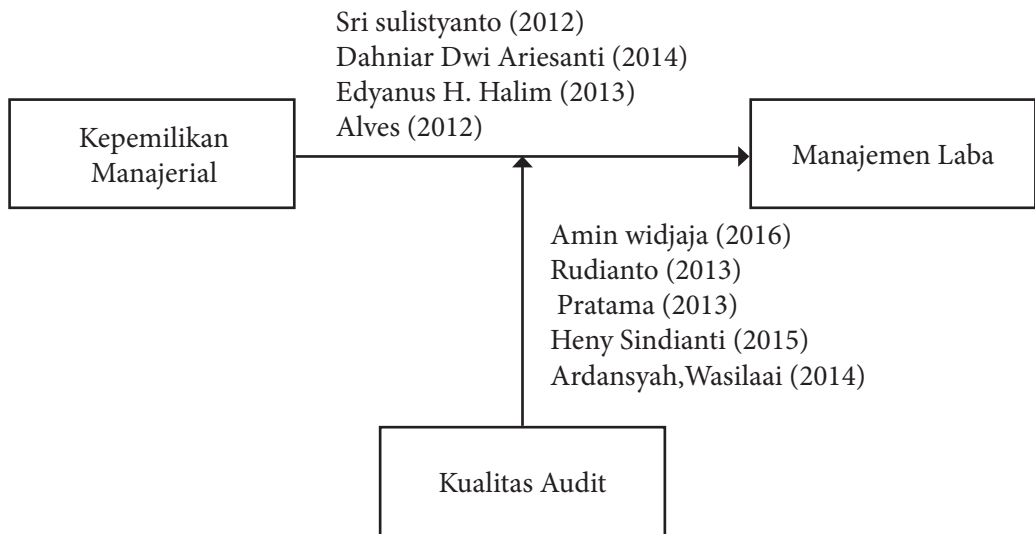 Sri sulistyanto (2012)
Dahniar Dwi Ariesanti (2014)
Edyanus H. Halim (2013)
Alves (2012)
Kepemilikan
Manajerial
Manajemen Laba
Amin widjaja (2016)
Rudianto (2013)
Pratama (2013)
Heny Sindianti (2015)
Ardansyah,Wasilaai (2014)
Kualitas Audit